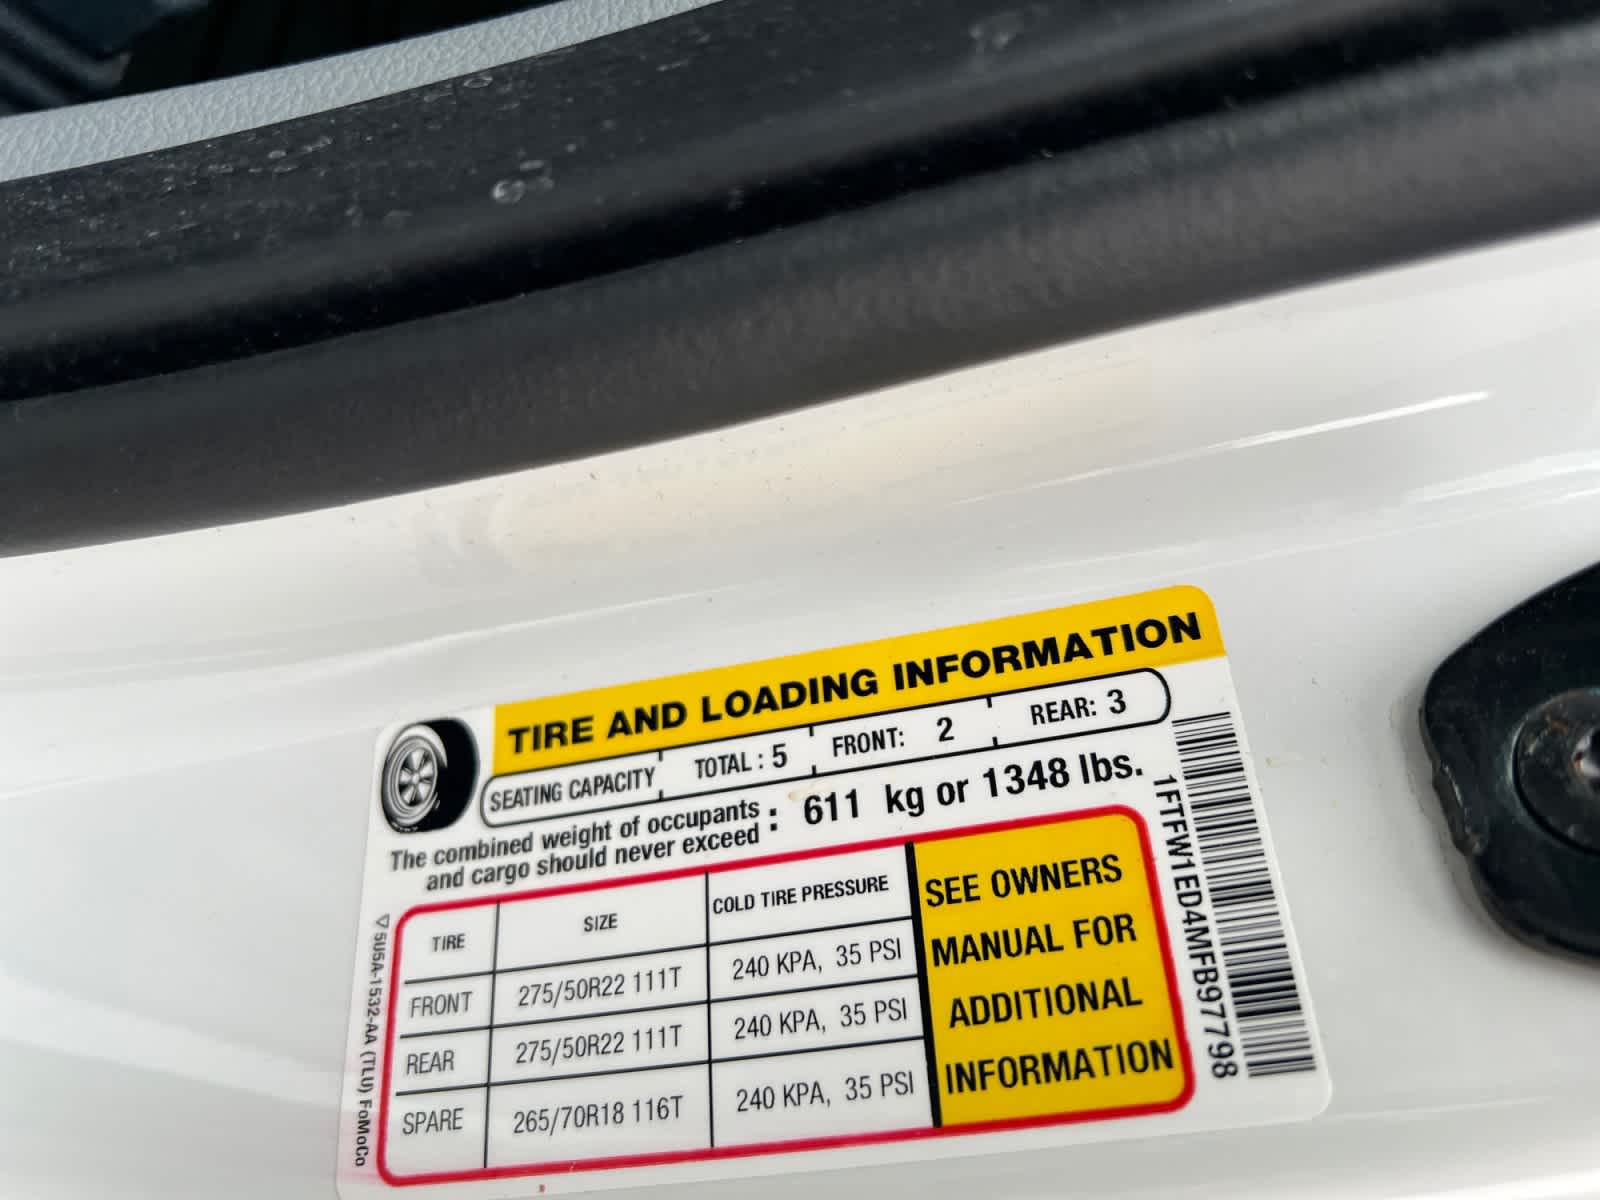 TIRE AND LOADING INFORMATION
SEATING CAPACITY TOTAL : 5 FRONT: 2 REAR: 3
The combined weight of occupants
and cargo should never exceed : 611 kg or 1348 lbs.
TIRE SIZE COLD TIRE PRESSURE
FRONT 275/50R22 111T 240 KPA, 35 PSI
REAR 275/50R22 111T 240 KPA, 35 PSI
SPARE 265/70R18 116T 240 KPA, 35 PSI
SEE OWNERS
MANUAL FOR
ADDITIONAL
INFORMATION
1FTFW1ED4MFB97798
5U5A-1532-AA (TLU) FoMoCo